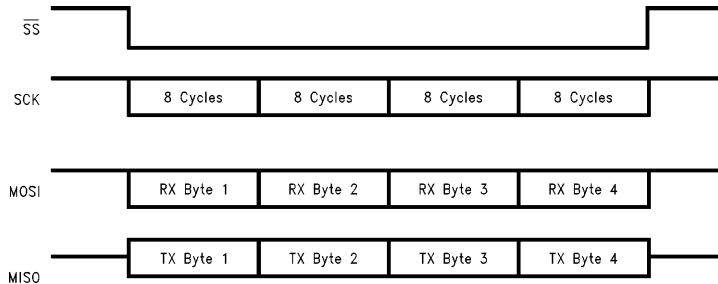 SS
SCK 8 Cycles 8 Cycles 8 Cycles 8 Cycles
MOSI RX Byte 1 RX Byte 2 RX Byte 3 RX Byte 4
MISO TX Byte 1 TX Byte 2 TX Byte 3 TX Byte 4